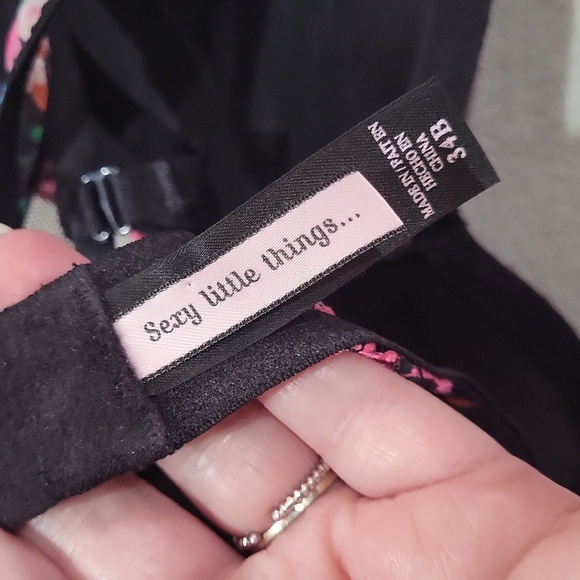 Sexy little things...
MADE IN / FAIT EN
HECHO EN
CHINA
34B